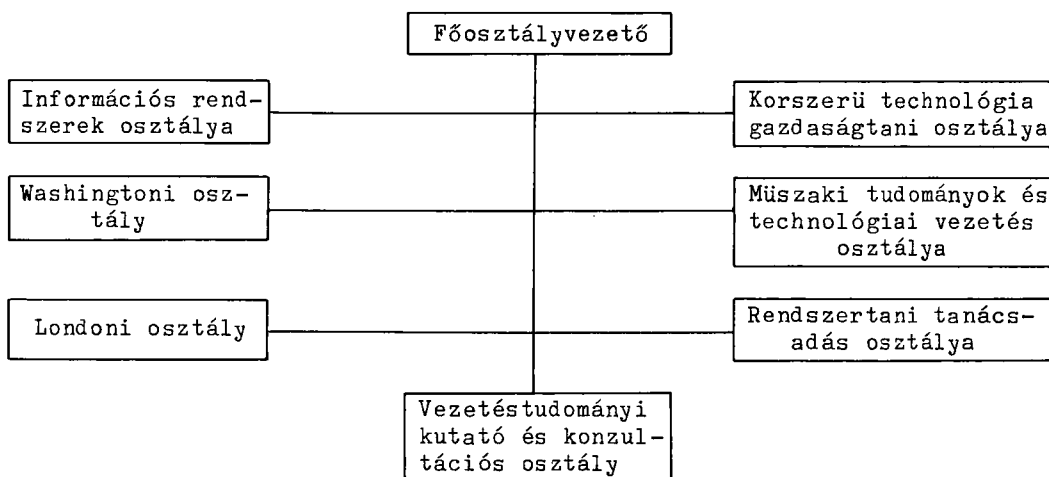 Főosztályvezető
Információs rend-
szerek osztálya
Korszerü technológia
gazdaságtani osztálya
Washingtoni osz-
tály
Müszaki tudományok és
technológiai vezetés
osztálya
Londoni osztály
Rendszertani tanács-
adás osztálya
Vezetéstudományi
kutató és konzul-
tációs osztály